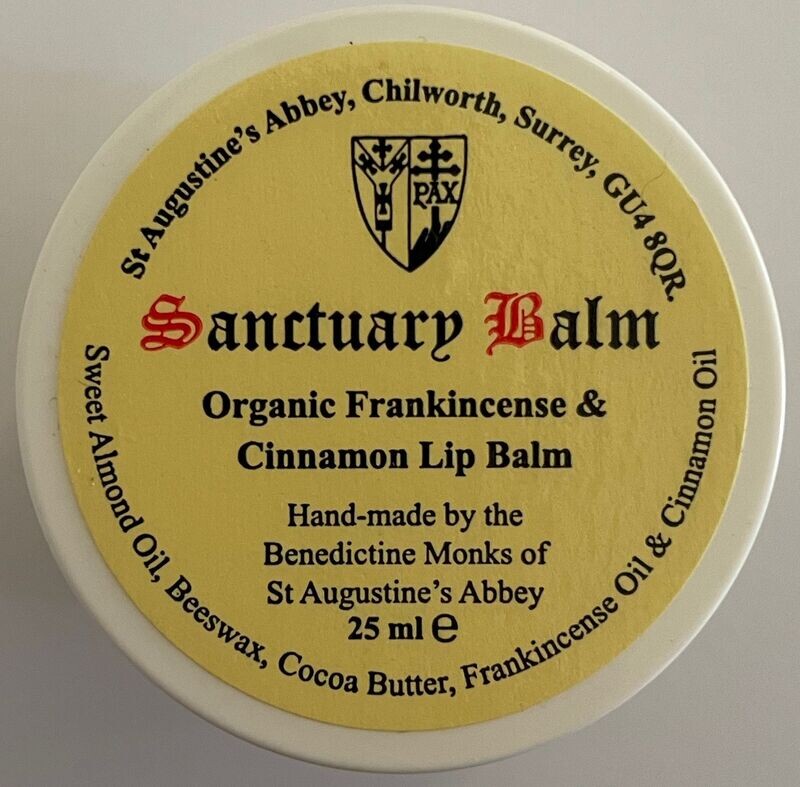 St Augustine's Abbey, Chilworth, Surrey, GU4 8QR.
PAX
Sanctuary Balm
Organic Frankincense &
Cinnamon Lip Balm
Hand-made by the
Benedictine Monks of
St Augustine's Abbey
25 ml ℮
Sweet Almond Oil, Beeswax, Cocoa Butter, Frankincense Oil & Cinnamon Oil